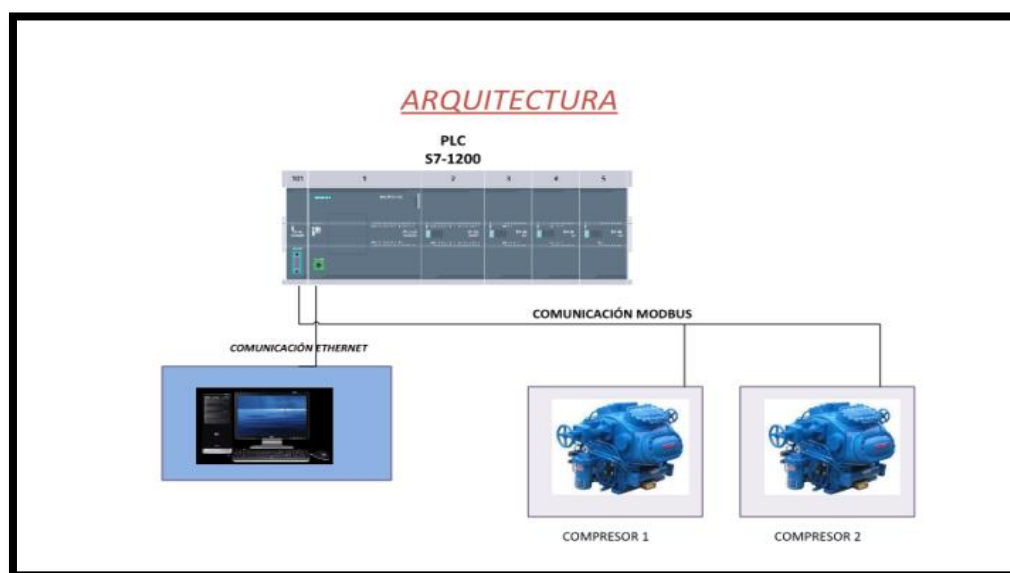 ARQUITECTURA
PLC
S7-1200
101 1 2 3 4 5
COMUNICACIÓN MODBUS
COMUNICACIÓN ETHERNET
COMPRESOR 1
COMPRESOR 2